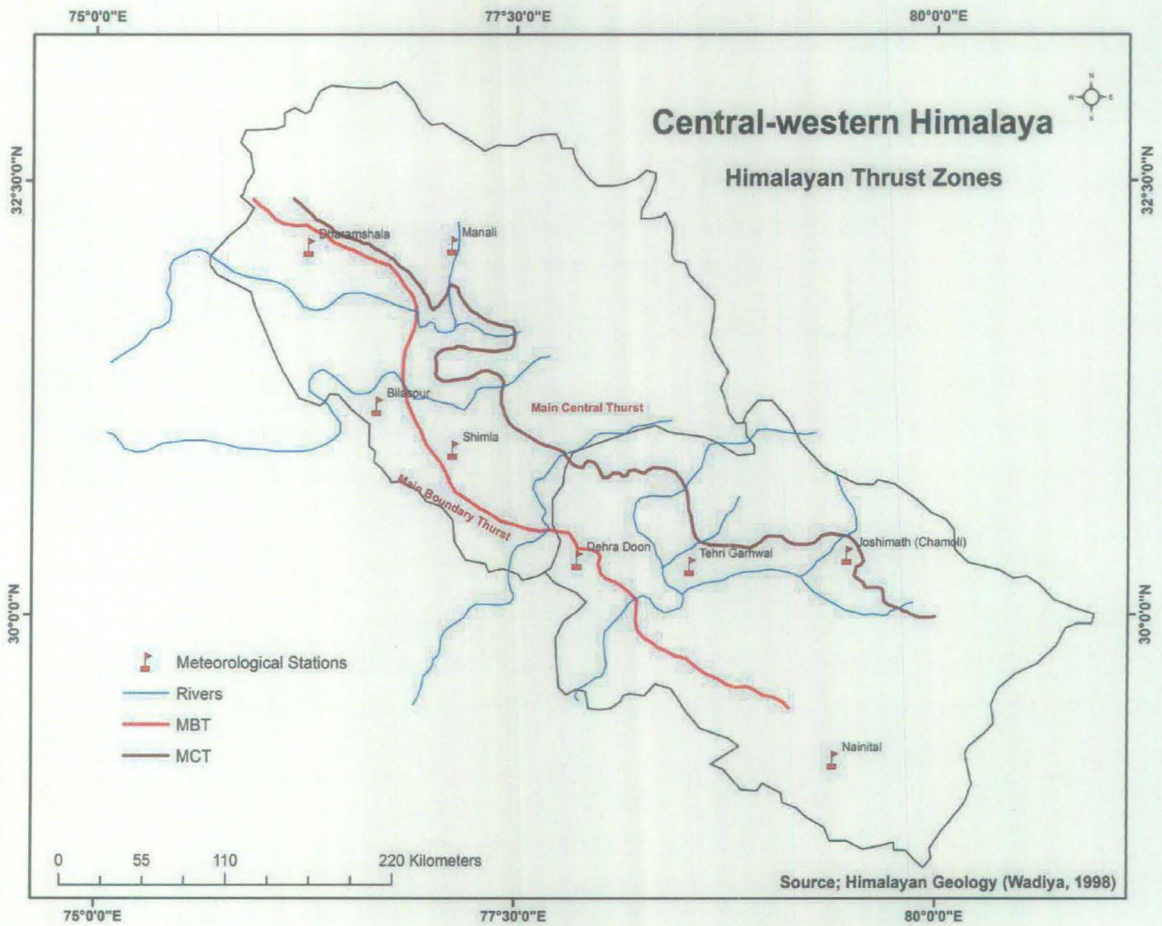 75°0'0"E 77°30'0"E 80°0'0"E
Central-western Himalaya
Himalayan Thrust Zones
N
W E
S
32°30'0"N 32°30'0"N
Dharamshala
Manali
Bilaspur
Main Central Thurst
Shimla
Main Boundary Thurst
Dehra Doon
Tehri Garhwal
Joshimath (Chamoli)
30°0'0"N 30°0'0"N
Meteorological Stations
Rivers
MBT
MCT
Nainital
0 55 110 220 Kilometers
Source; Himalayan Geology (Wadiya, 1998)
75°0'0"E 77°30'0"E 80°0'0"E